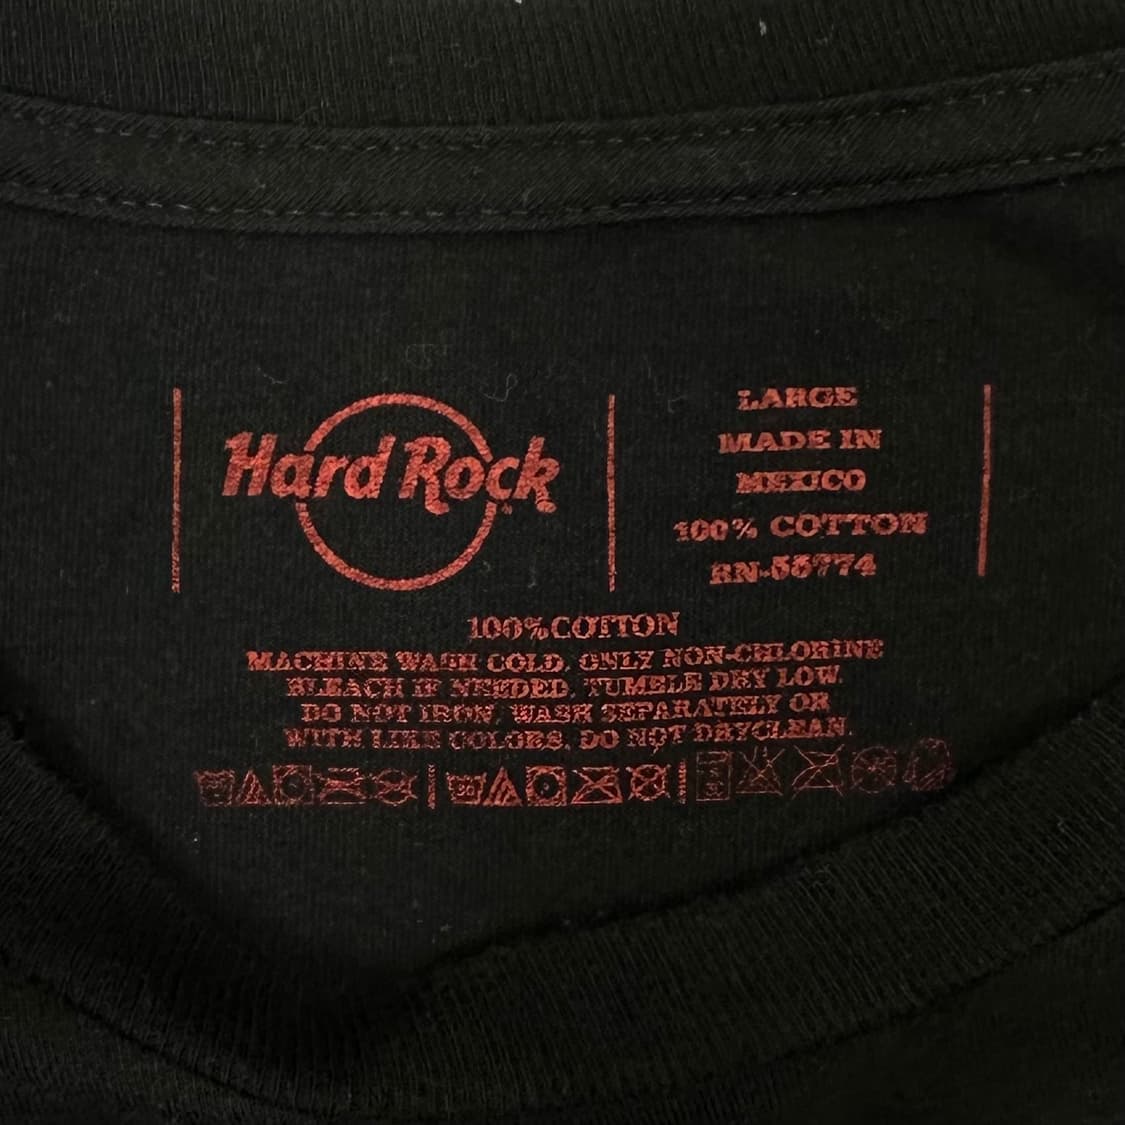 Hard Rock
LARGE
MADE IN
MEXICO
100% COTTON
RN-55774
100% COTTON
MACHINE WASH COLD. ONLY NON-CHLORINE
BLEACH IF NEEDED. TUMBLE DRY LOW.
DO NOT IRON. WASH SEPARATELY OR
WITH LIKE COLORS. DO NOT DRYCLEAN.